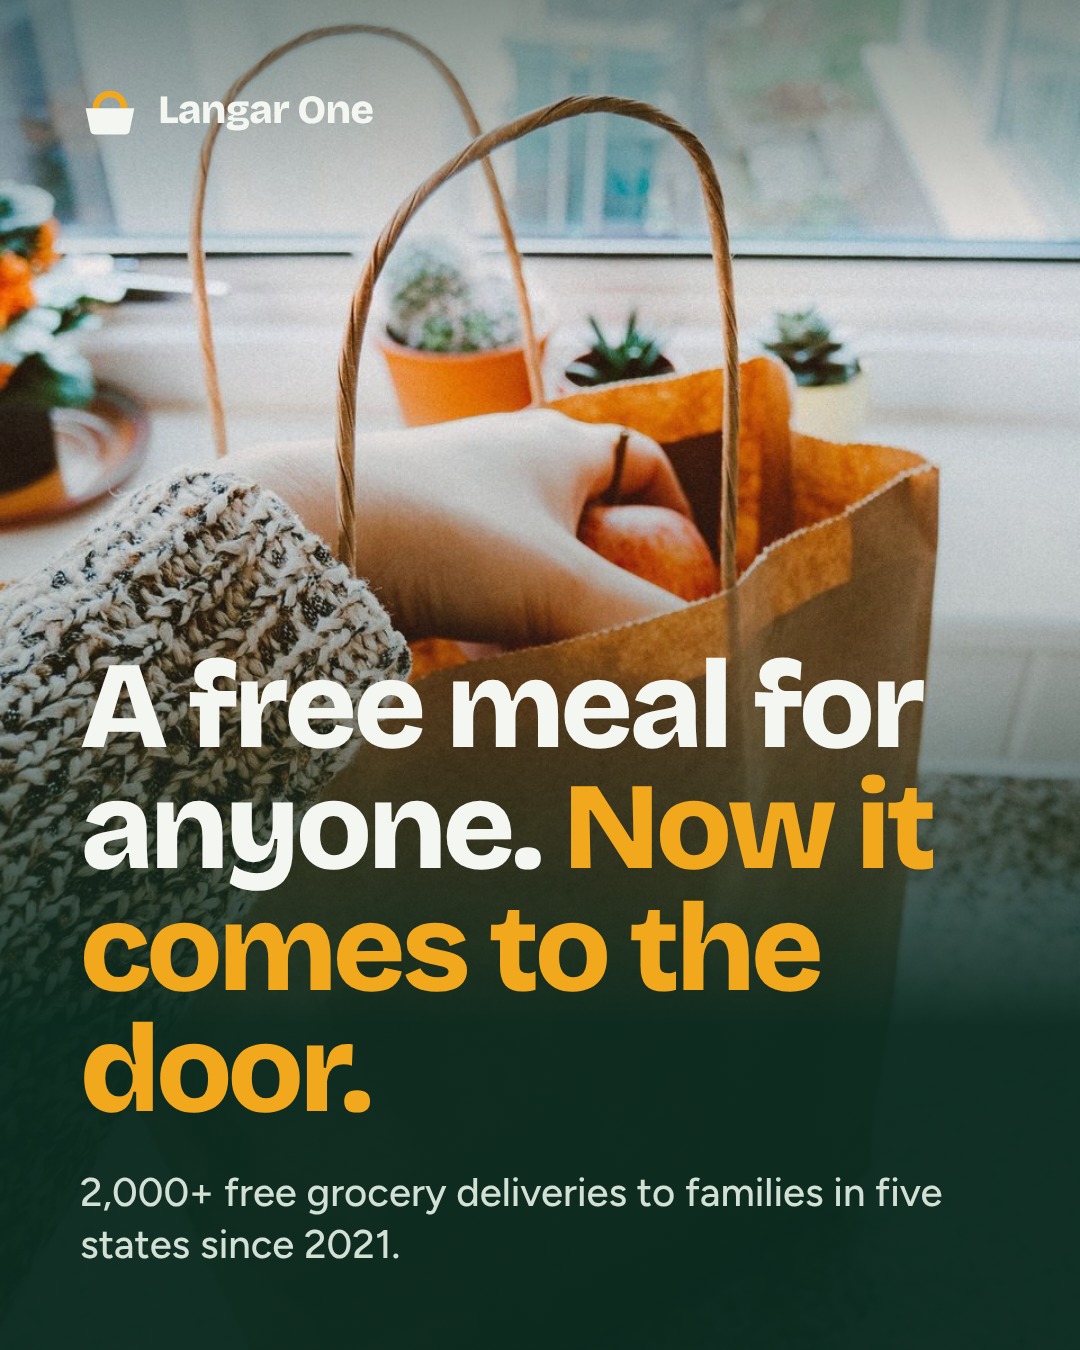 Langar One
A free meal for
anyone. Now it
comes to the
door.
2,000+ free grocery deliveries to families in five
states since 2021.